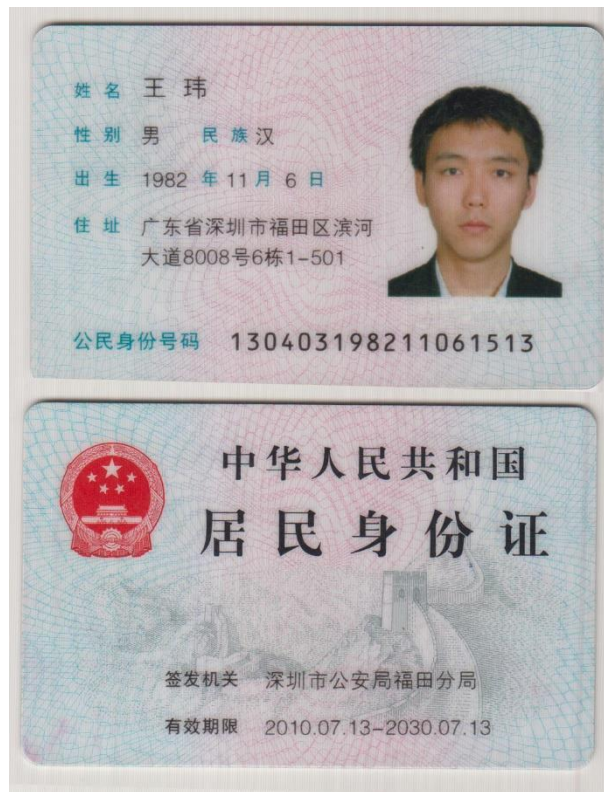 姓名 王玮
性别 男 民族 汉
出生 1982 年 11 月 6 日
住址 广东省深圳市福田区滨河
大道8008号6栋1-501
公民身份号码 130403198211061513
中华人民共和国
居民身份证
签发机关 深圳市公安局福田分局
有效期限 2010.07.13-2030.07.13